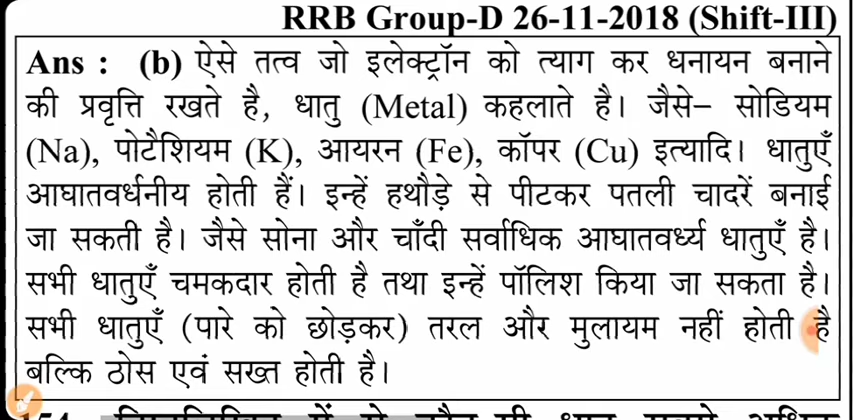 RRB Group-D 26-11-2018 (Shift-III)
Ans : (b) ऐसे तत्व जो इलेक्ट्रॉन को त्याग कर धनायन बनाने
की प्रवृत्ति रखते है, धातु (Metal) कहलाते है। जैसे– सोडियम
(Na), पोटैशियम (K), आयरन (Fe), कॉपर (Cu) इत्यादि। धातुएँ
आघातवर्धनीय होती हैं। इन्हें हथौड़े से पीटकर पतली चादरें बनाई
जा सकती है। जैसे सोना और चाँदी सर्वाधिक आघातवर्ध्य धातुएँ है।
सभी धातुएँ चमकदार होती है तथा इन्हें पॉलिश किया जा सकता है।
सभी धातुएँ (पारे को छोड़कर) तरल और मुलायम नहीं होती है
बल्कि ठोस एवं सख्त होती है।